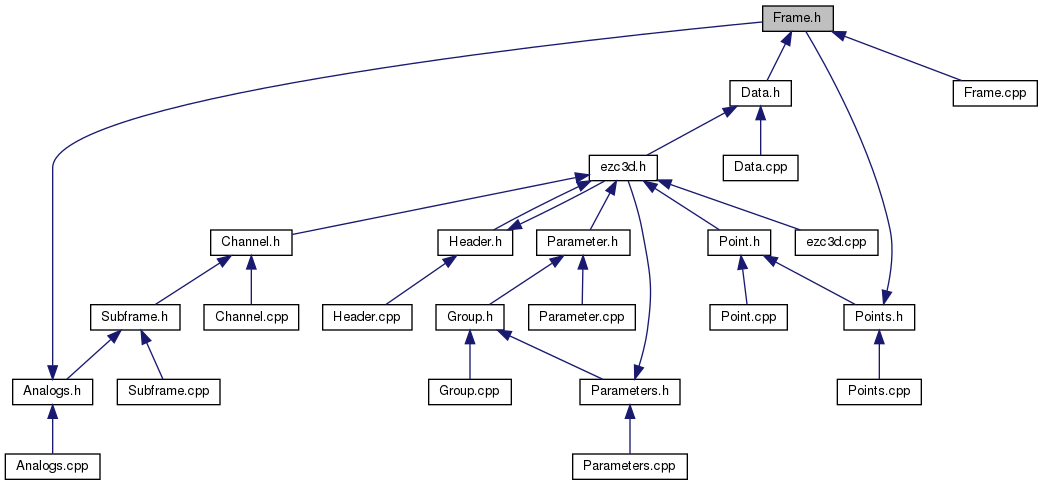 Frame.h
Data.h
Frame.cpp
ezc3d.h
Data.cpp
Channel.h
Header.h
Parameter.h
Point.h
ezc3d.cpp
Subframe.h
Channel.cpp
Header.cpp
Group.h
Parameter.cpp
Point.cpp
Points.h
Analogs.h
Subframe.cpp
Group.cpp
Parameters.h
Points.cpp
Analogs.cpp
Parameters.cpp